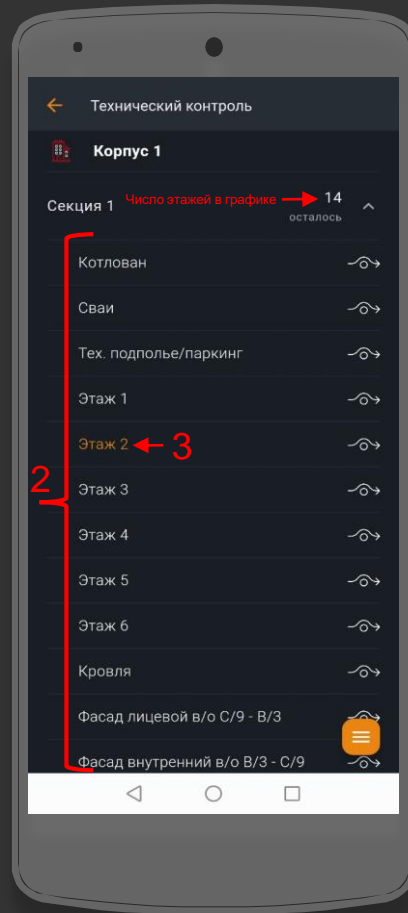 Технический контроль
Корпус 1
Секция 1 Число этажей в графике 14
осталось
Котлован
Сваи
Тех. подполье/паркинг
Этаж 1
Этаж 2 3
2
Этаж 3
Этаж 4
Этаж 5
Этаж 6
Кровля
Фасад лицевой в/о С/9 - В/3
Фасад внутренний в/о В/3 - С/9